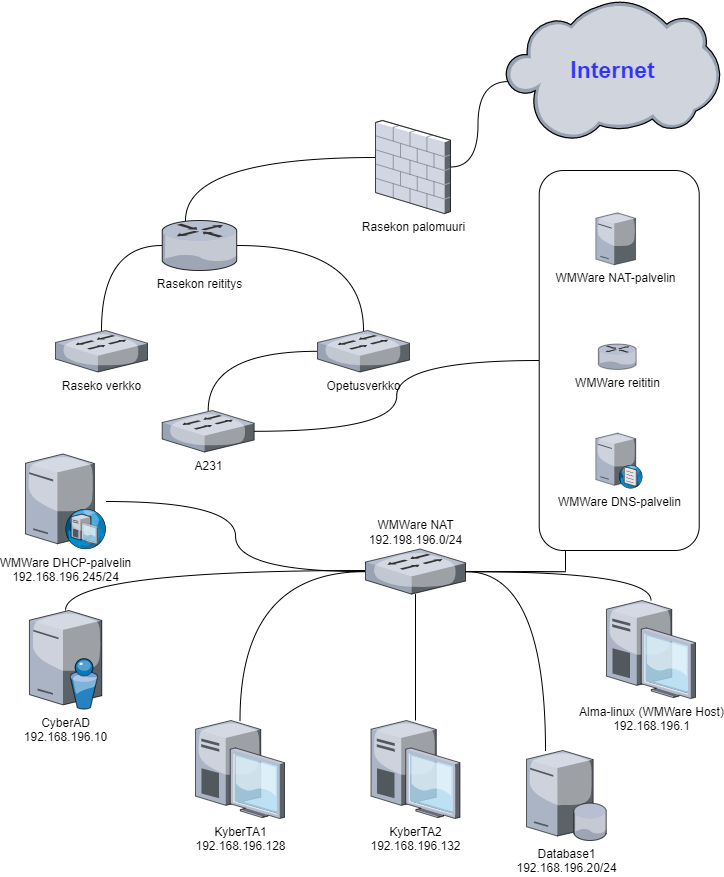 Internet
Rasekon palomuuri
WMWare NAT-palvelin
Rasekon reititys
WMWare reititin
Raseko verkko
Opetusverkko
A231
WMWare DNS-palvelin
WMWare NAT
192.198.196.0/24
WMWare DHCP-palvelin
192.168.196.245/24
CyberAD
192.168.196.10
Alma-linux (WMWare Host)
192.168.196.1
KyberTA1
192.168.196.128
KyberTA2
192.168.196.132
Database1
192.168.196.20/24